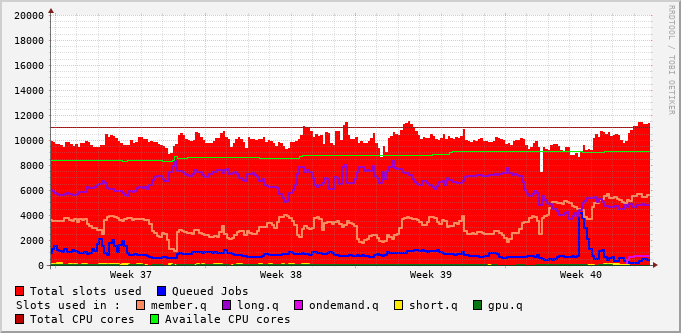 RRDTOOL / TOBI OETIKER
20000
18000
16000
14000
12000
10000
8000
6000
4000
2000
0
Week 37 Week 38 Week 39 Week 40
Total slots used Queued Jobs
Slots used in : member.q long.q ondemand.q short.q gpu.q
Total CPU cores Availale CPU cores